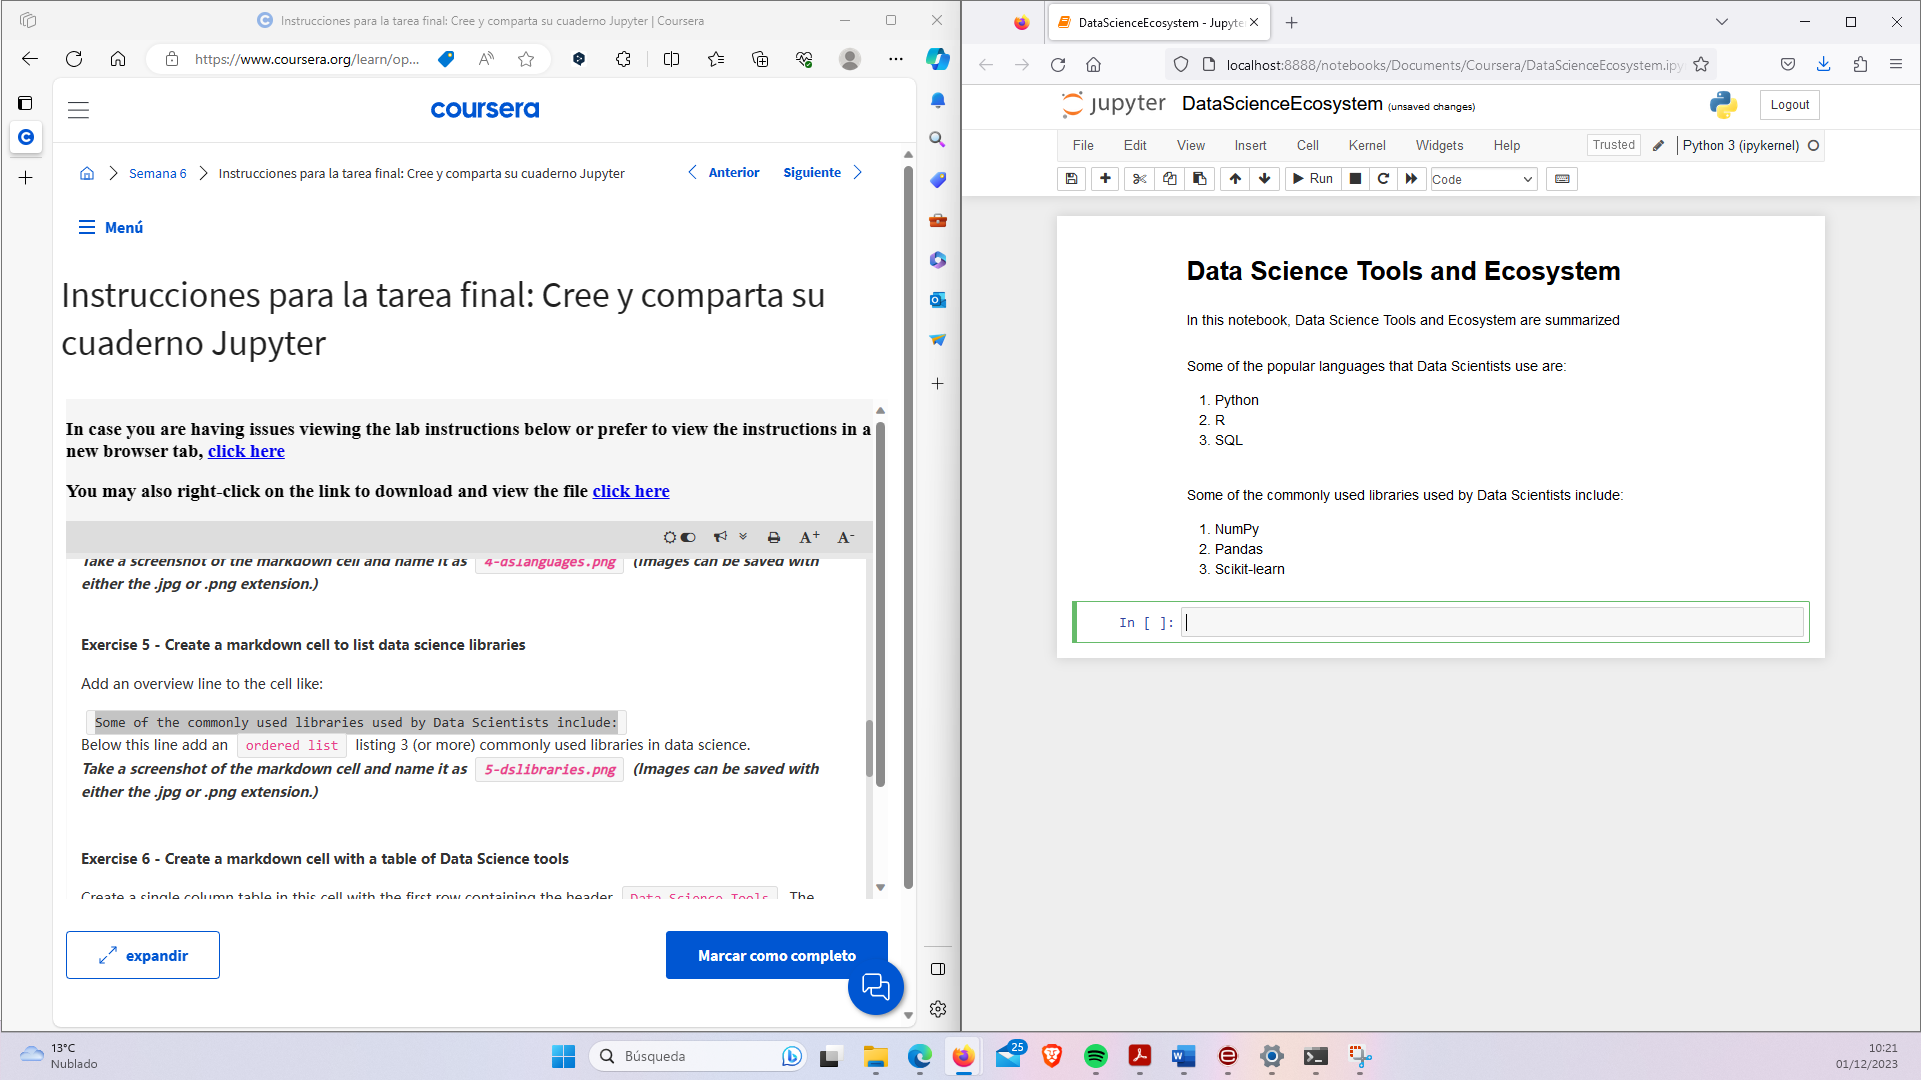 Instrucciones para la tarea final: Cree y comparta su cuaderno Jupyter | Coursera
https://www.coursera.org/learn/op...
coursera
Semana 6
Instrucciones para la tarea final: Cree y comparta su cuaderno Jupyter
Anterior
Siguiente
Menú
Instrucciones para la tarea final: Cree y comparta su
cuaderno Jupyter
In case you are having issues viewing the lab instructions below or prefer to view the instructions in a
new browser tab, click here
You may also right-click on the link to download and view the file click here
A+
A-
Take a screenshot of the markdown cell and name it as 4-dslanguages.png (Images can be saved with
either the .jpg or .png extension.)
Exercise 5 - Create a markdown cell to list data science libraries
Add an overview line to the cell like:
Some of the commonly used libraries used by Data Scientists include:
Below this line add an ordered list listing 3 (or more) commonly used libraries in data science.
Take a screenshot of the markdown cell and name it as 5-dslibraries.png (Images can be saved with
either the .jpg or .png extension.)
Exercise 6 - Create a markdown cell with a table of Data Science tools
Create a single column table in this cell with the first row containing the header Data Science Tools. The
expandir
Marcar como completo
DataScienceEcosystem - Jupyte
localhost:8888/notebooks/Documents/Coursera/DataScienceEcosystem.ipy
jupyter DataScienceEcosystem (unsaved changes)
Logout
File Edit View Insert Cell Kernel Widgets Help
Trusted
Python 3 (ipykernel)
Run
Code
Data Science Tools and Ecosystem
In this notebook, Data Science Tools and Ecosystem are summarized
Some of the popular languages that Data Scientists use are:
1. Python
2. R
3. SQL
Some of the commonly used libraries used by Data Scientists include:
1. NumPy
2. Pandas
3. Scikit-learn
In [ ]:
13°C
Nublado
Búsqueda
25
10:21
01/12/2023